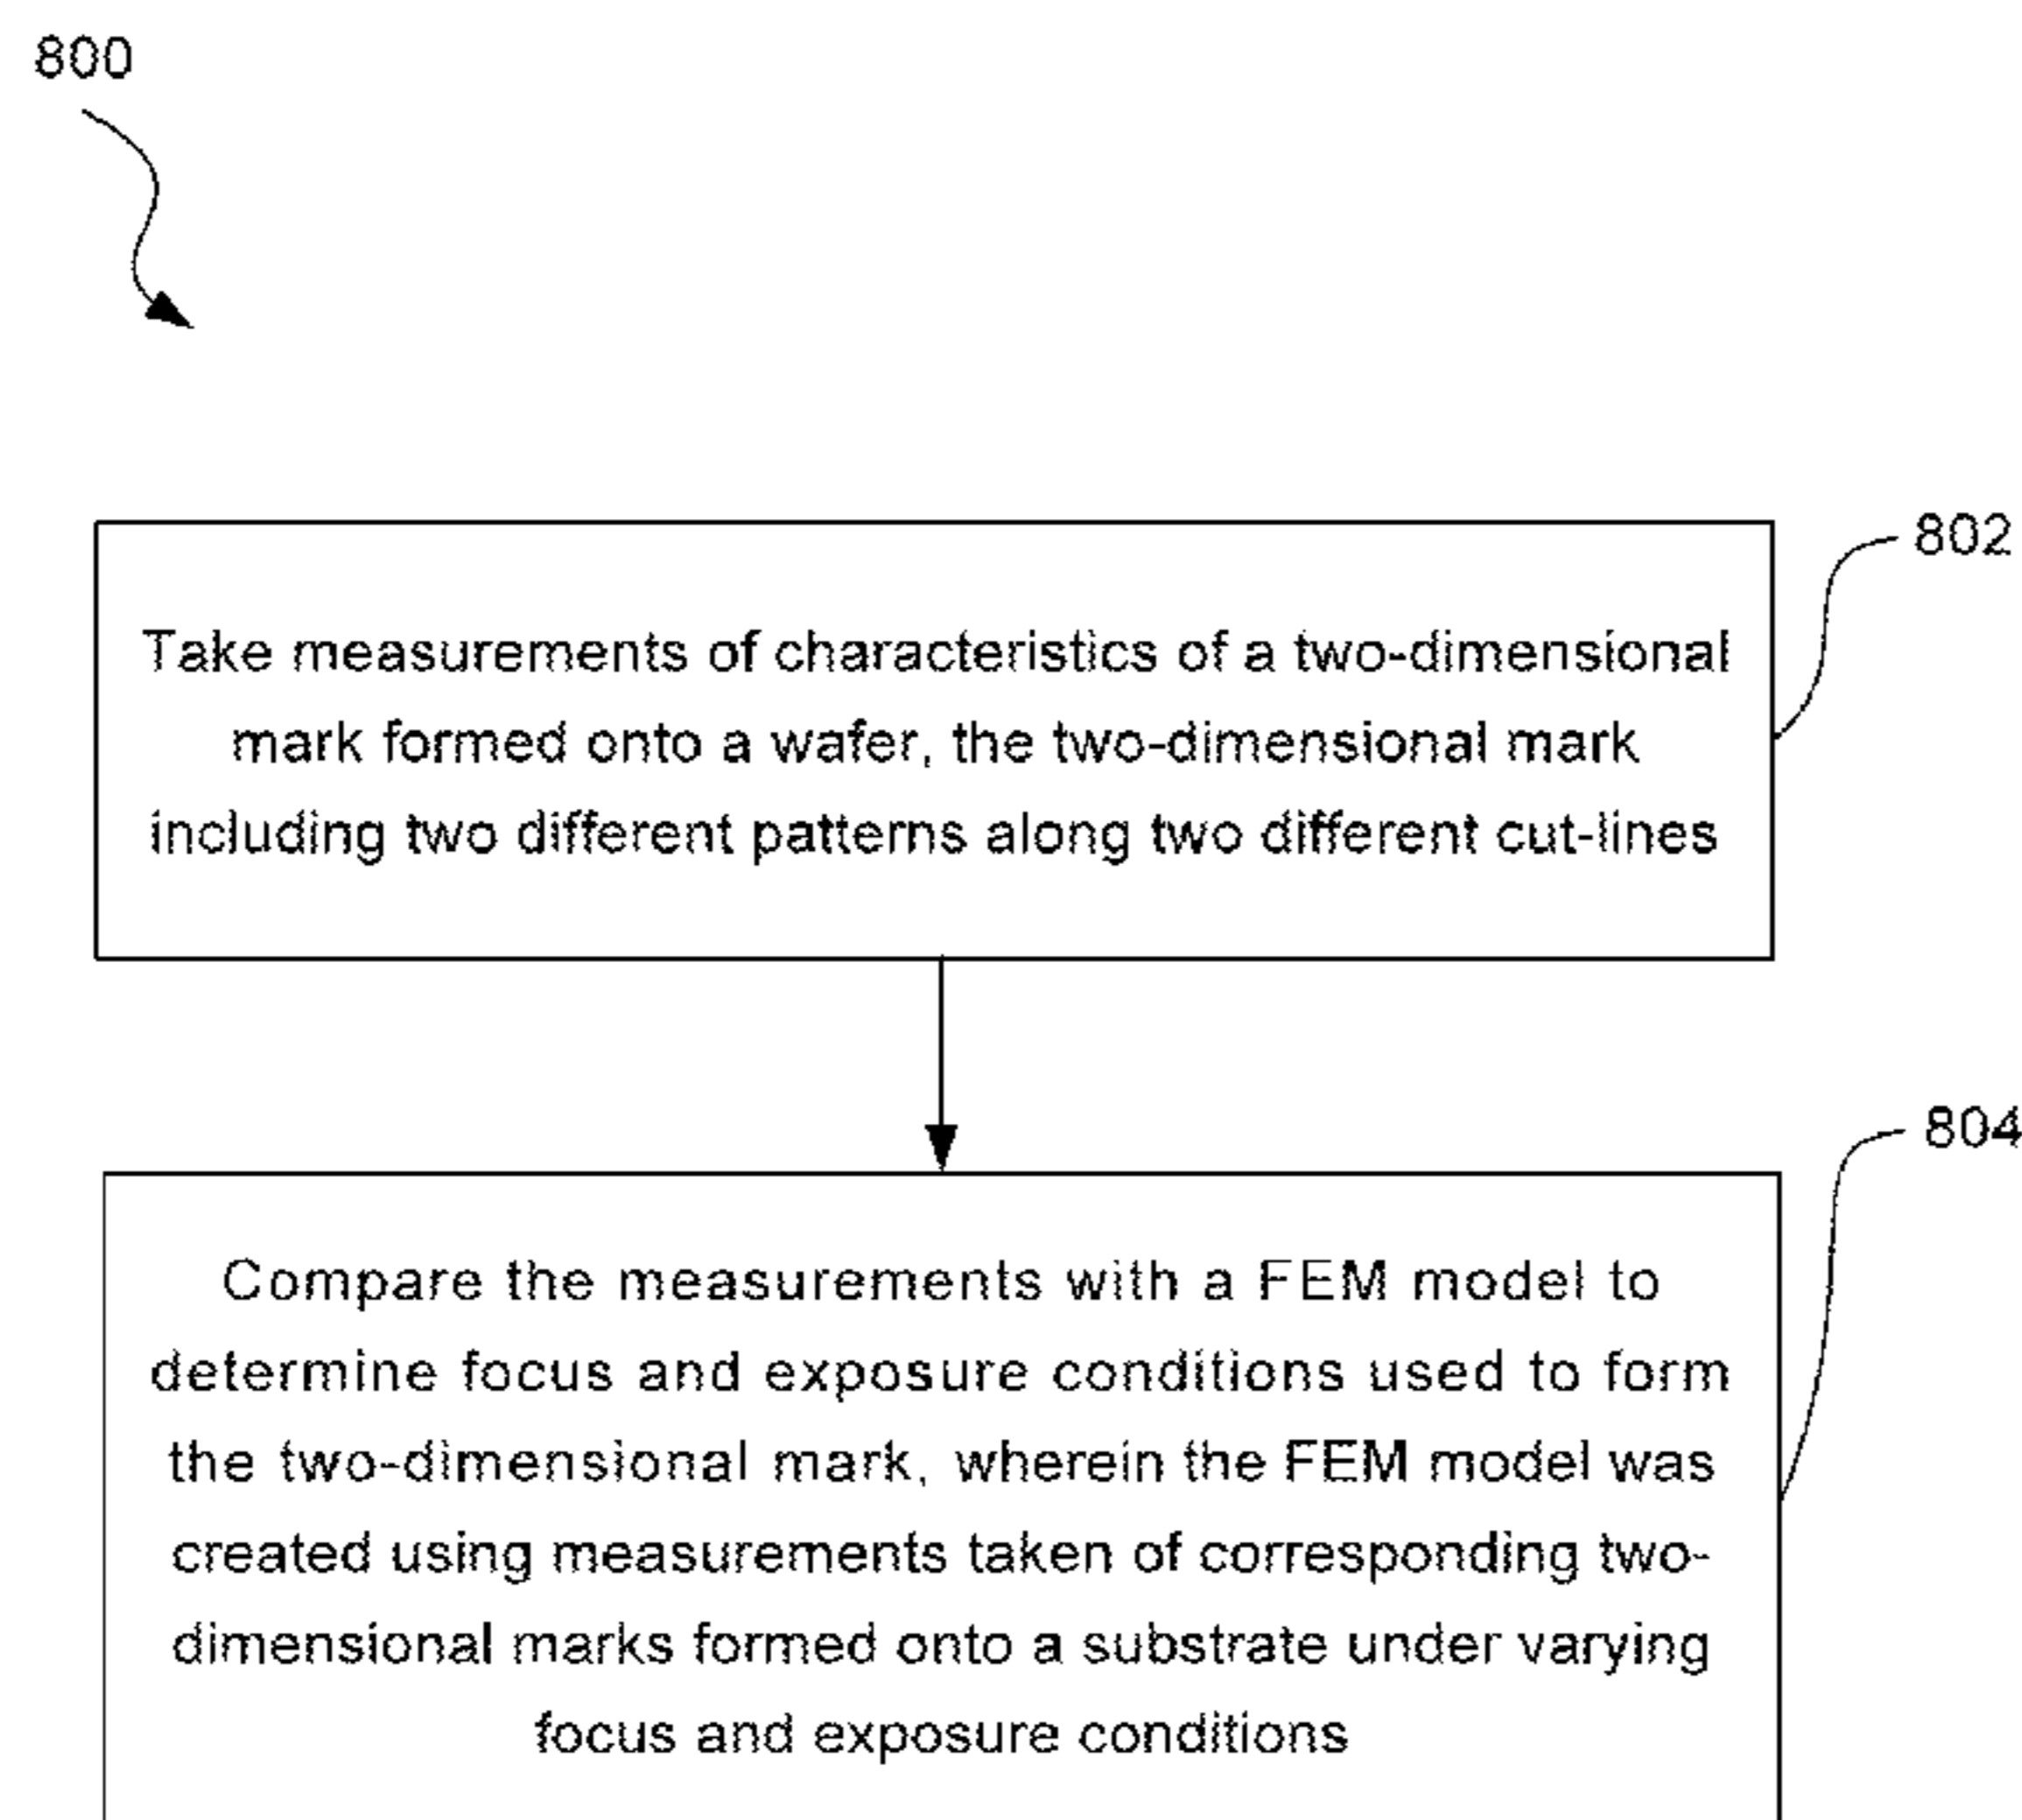 800
802
Take measurements of characteristics of a two-dimensional
mark formed onto a wafer, the two-dimensional mark
including two different patterns along two different cut-lines
804
Compare the measurements with a FEM model to
determine focus and exposure conditions used to form
the two-dimensional mark, wherein the FEM model was
created using measurements taken of corresponding two-
dimensional marks formed onto a substrate under varying
focus and exposure conditions